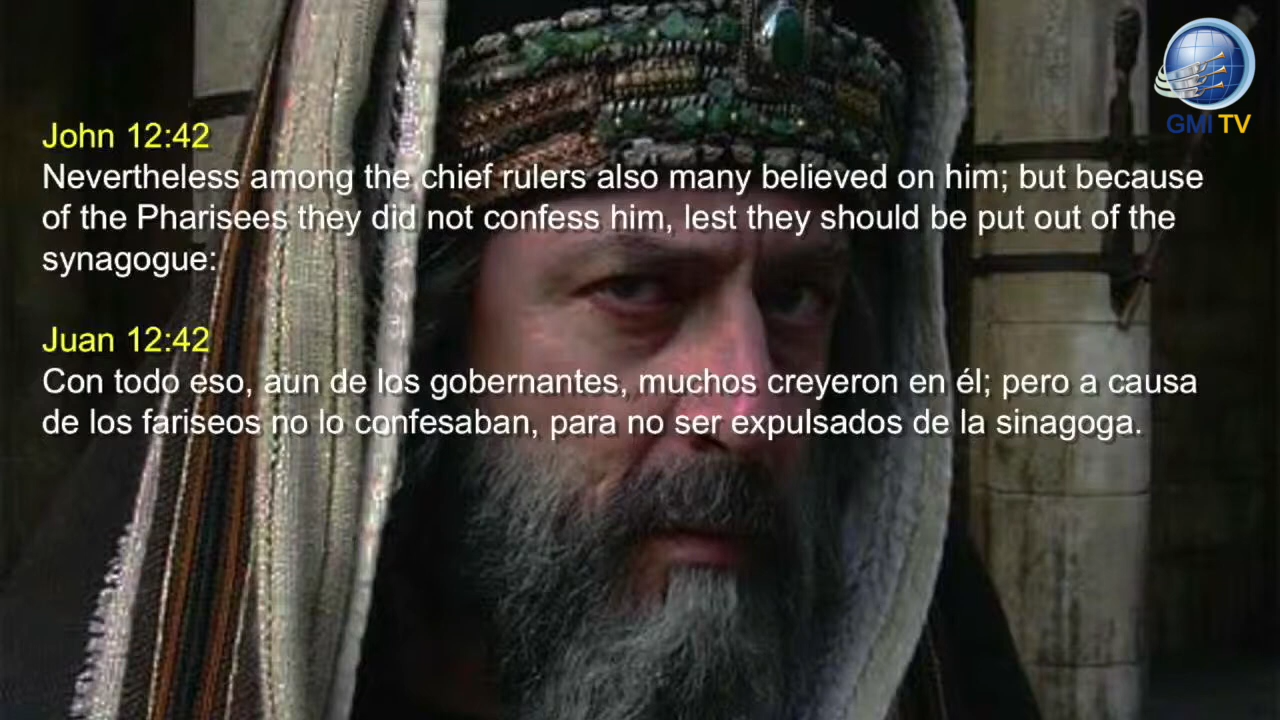 GMI TV
John 12:42
Nevertheless among the chief rulers also many believed on him; but because
of the Pharisees they did not confess him, lest they should be put out of the
synagogue:
Juan 12:42
Con todo eso, aun de los gobernantes, muchos creyeron en él; pero a causa
de los fariseos no lo confesaban, para no ser expulsados de la sinagoga.